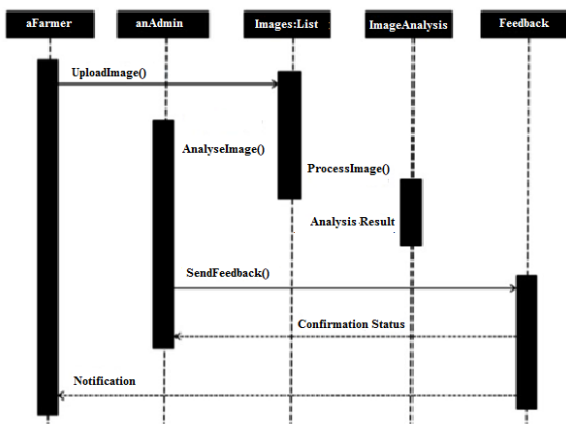 aFarmer
anAdmin
Images:List
ImageAnalysis
Feedback
UploadImage()
AnalyseImage()
ProcessImage()
Analysis Result
SendFeedback()
Confirmation Status
Notification